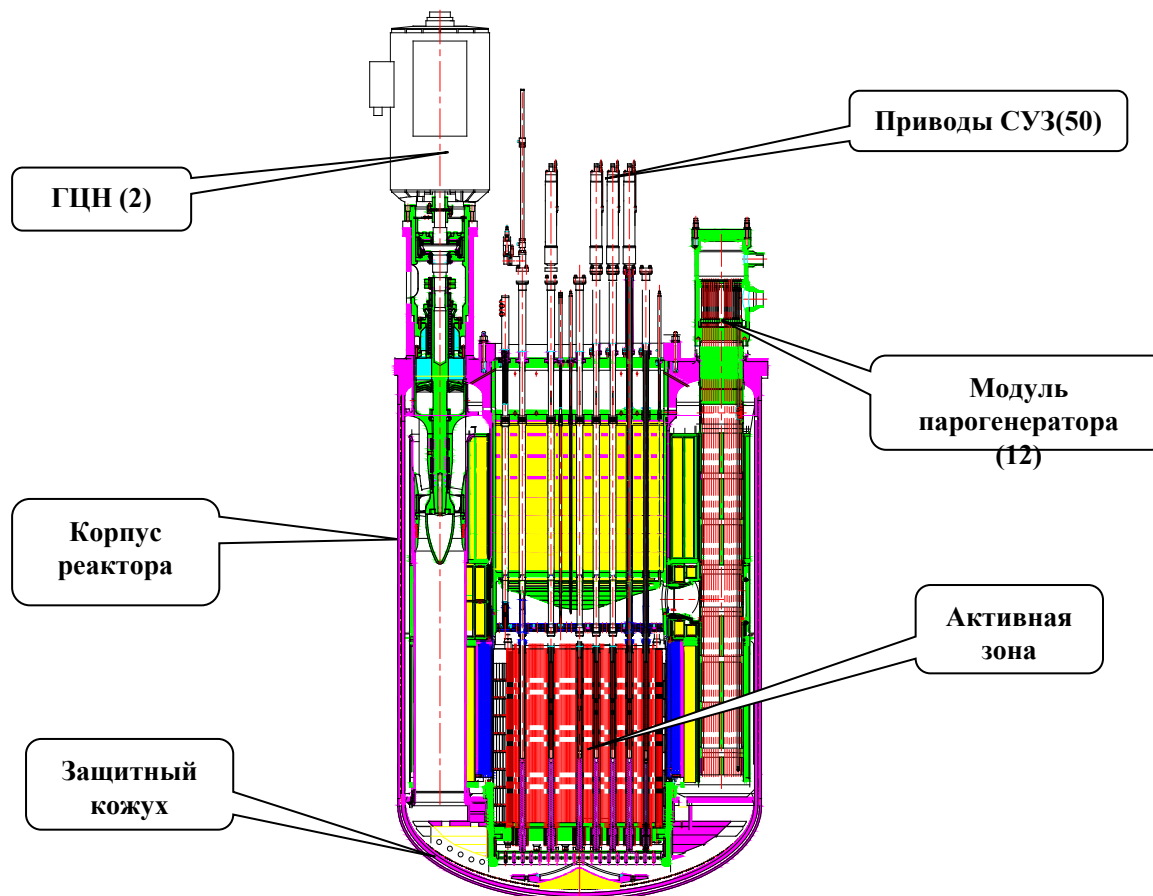 Приводы СУЗ(50)
ГЦН (2)
Модуль
парогенератора
(12)
Корпус
реактора
Активная
зона
Защитный
кожух